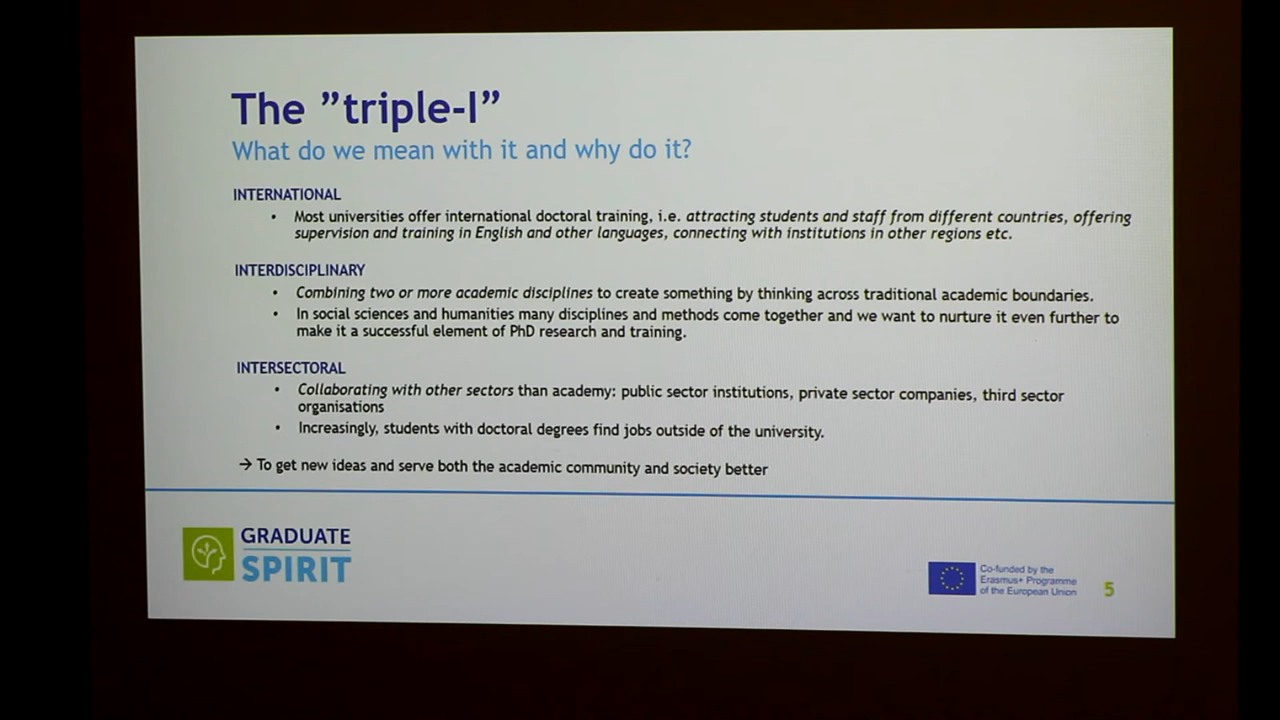 The ”triple-I”
What do we mean with it and why do it?
INTERNATIONAL
• Most universities offer international doctoral training, i.e. attracting students and staff from different countries, offering
supervision and training in English and other languages, connecting with institutions in other regions etc.
INTERDISCIPLINARY
• Combining two or more academic disciplines to create something by thinking across traditional academic boundaries.
• In social sciences and humanities many disciplines and methods come together and we want to nurture it even further to
make it a successful element of PhD research and training.
INTERSECTORAL
• Collaborating with other sectors than academy: public sector institutions, private sector companies, third sector
organisations
• Increasingly, students with doctoral degrees find jobs outside of the university.
→ To get new ideas and serve both the academic community and society better
GRADUATE
SPIRIT
Co-funded by the
Erasmus+ Programme
of the European Union
5